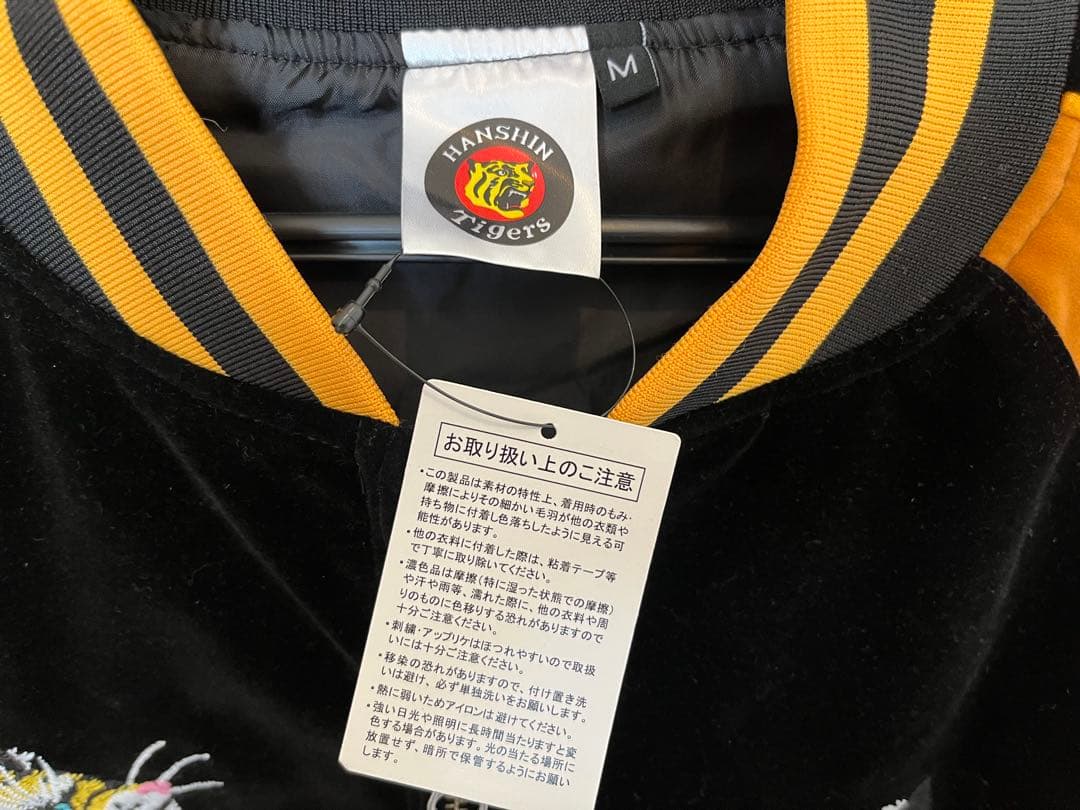 M
HANSHIN
Tigers
お取り扱い上のご注意
・この製品は素材の特性上、着用時のもみ・
摩擦によりその細かい毛羽が他の衣類や
持ち物に付着し色落ちしたように見える可
能性があります。
・他の衣料に付着した際は、粘着テープ等
で丁寧に取り除いてください。
・濃色品は摩擦(特に湿った状態での摩擦)
や汗や雨等、濡れた際に、他の衣料や周
りのものに色移りする恐れがありますので
十分ご注意ください。
・刺繍・アップリケはほつれやすいので取扱
いには十分ご注意ください。
・移染の恐れがありますので、付け置き洗
いは避け、必ず単独洗いをお願いします。
・熱に弱いためアイロンは避けてください。
・強い日光や照明に長時間当たりますと変
色する場合があります。光の当たる場所に
放置せず、暗所で保管するようにお願い
します。